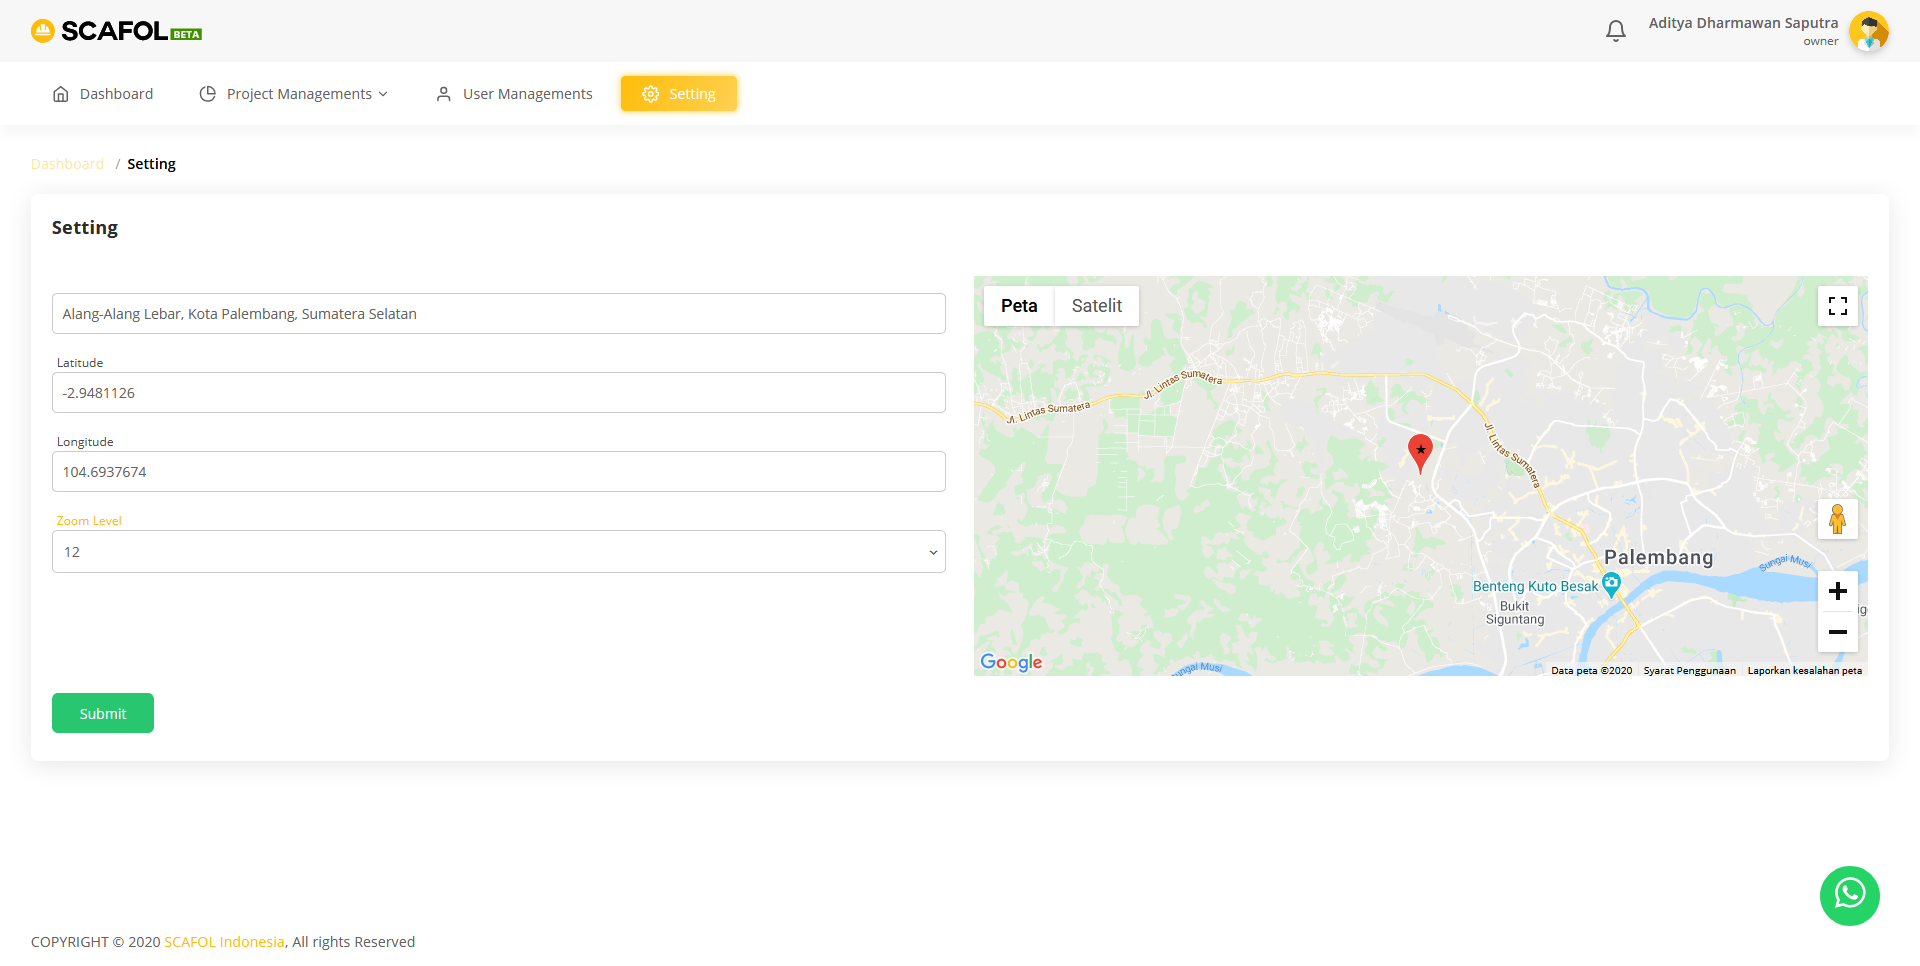 SCAFOL BETA
Aditya Dharmawan Saputra
owner
Dashboard
Project Managements
User Managements
Setting
Dashboard / Setting
Setting
Alang-Alang Lebar, Kota Palembang, Sumatera Selatan
Latitude
-2.9481126
Longitude
104.6937674
Zoom Level
12
Submit
Peta
Satelit
Jl. Lintas Sumatera
Jl. Lintas Sumatera
Jl. Lintas Sumatera
Palembang
Sungai Musi
Benteng Kuto Besak
Bukit
Siguntang
ig
Google
Sungai Musi
Data peta ©2020
Syarat Penggunaan
Laporkan kesalahan peta
COPYRIGHT © 2020 SCAFOL Indonesia, All rights Reserved